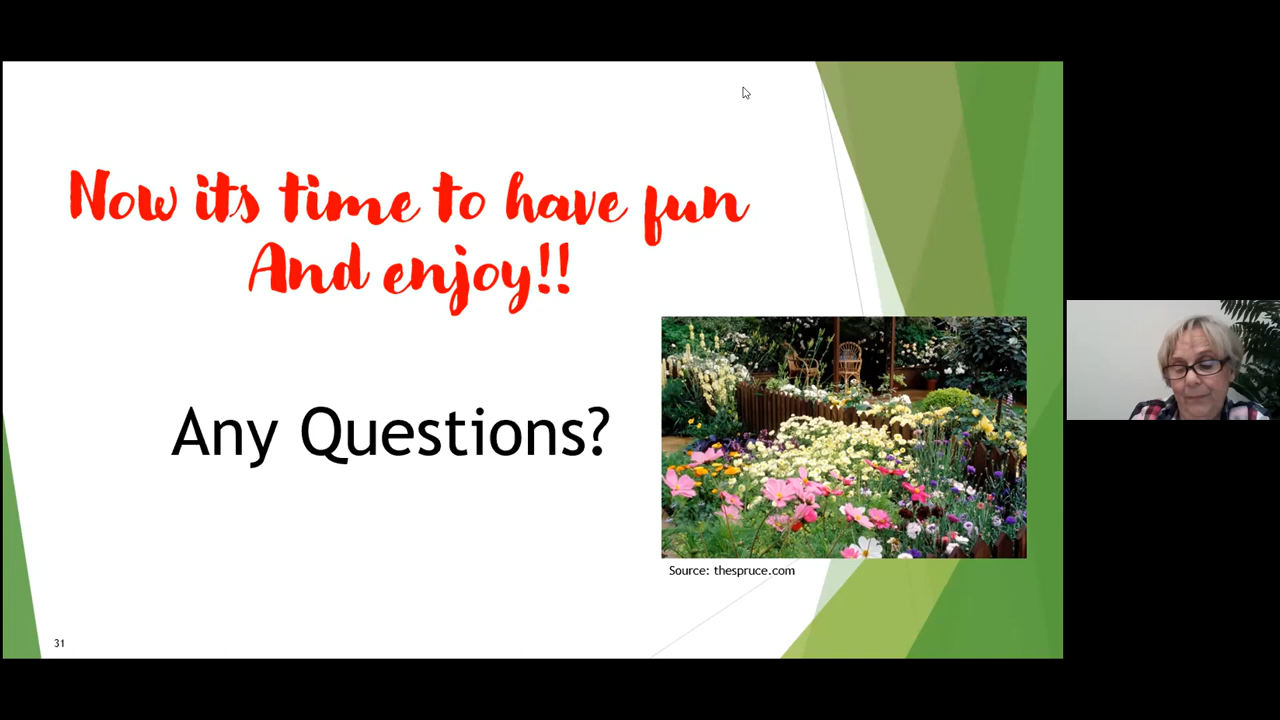 Now its time to have fun
And enjoy!!
Any Questions?
Source: thespruce.com
31